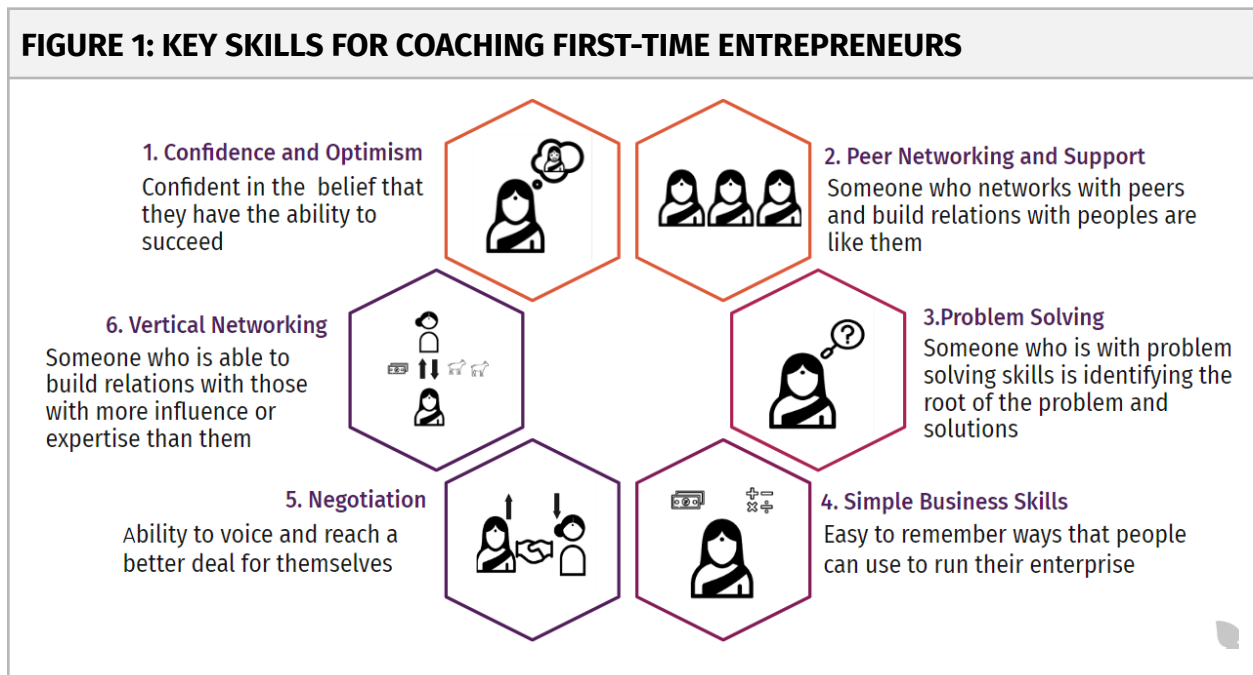 FIGURE 1: KEY SKILLS FOR COACHING FIRST-TIME ENTREPRENEURS
1. Confidence and Optimism
Confident in the belief that
they have the ability to
succeed
2. Peer Networking and Support
Someone who networks with peers
and build relations with peoples are
like them
3.Problem Solving
Someone who is with problem
solving skills is identifying the
root of the problem and
solutions
4. Simple Business Skills
Easy to remember ways that people
can use to run their enterprise
5. Negotiation
Ability to voice and reach a
better deal for themselves
6. Vertical Networking
Someone who is able to
build relations with those
with more influence or
expertise than them